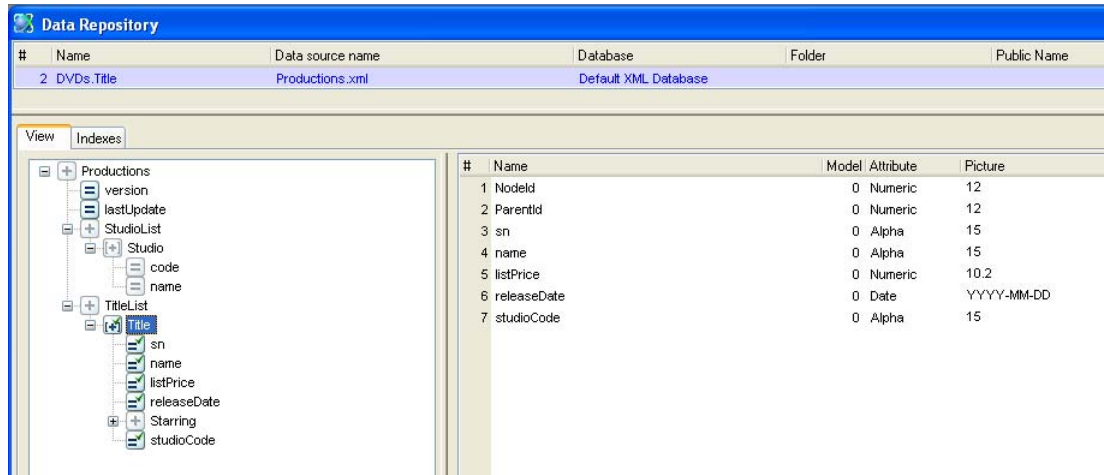 Data Repository
# Name Data source name Database Folder Public Name
2 DVDs.Title Productions.xml Default XML Database
View Indexes
Productions
version
lastUpdate
StudioList
Studio
code
name
TitleList
Title
sn
name
listPrice
releaseDate
Starring
studioCode
# Name Model Attribute Picture
1 NodeId 0 Numeric 12
2 ParentId 0 Numeric 12
3 sn 0 Alpha 15
4 name 0 Alpha 15
5 listPrice 0 Numeric 10.2
6 releaseDate 0 Date YYYY-MM-DD
7 studioCode 0 Alpha 15